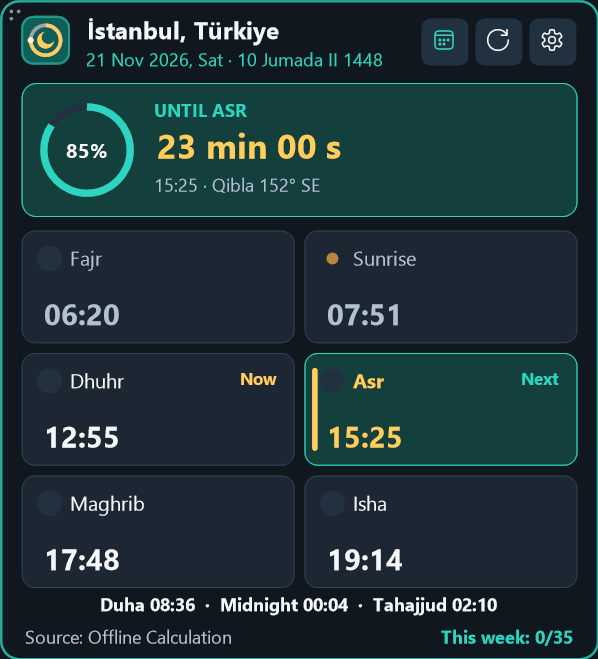 İstanbul, Türkiye
21 Nov 2026, Sat · 10 Jumada II 1448
85%
UNTIL ASR
23 min 00 s
15:25 · Qibla 152° SE
Fajr
06:20
Sunrise
07:51
Dhuhr Now
12:55
Asr Next
15:25
Maghrib
17:48
Isha
19:14
Duha 08:36 · Midnight 00:04 · Tahajjud 02:10
Source: Offline Calculation
This week: 0/35